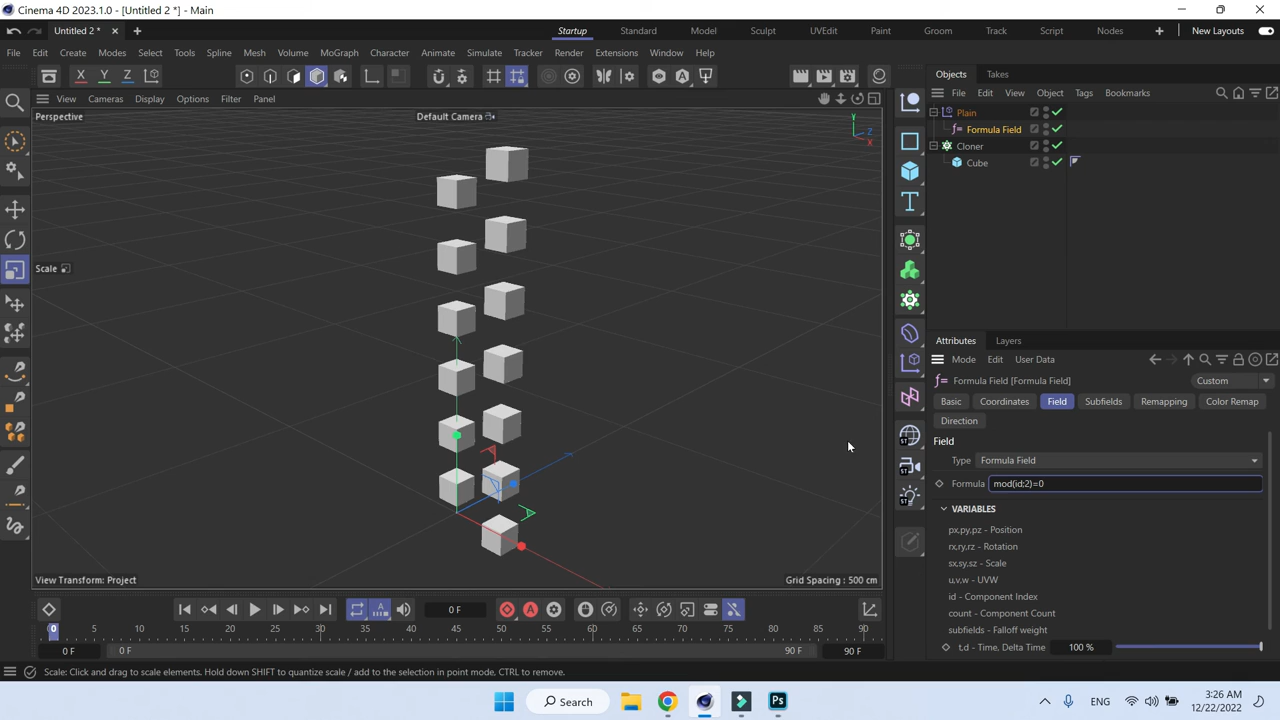 Cinema 4D 2023.1.0 - [Untitled 2 *] - Main
Untitled 2 *
Startup Standard Model Sculpt UVEdit Paint Groom Track Script Nodes New Layouts
File Edit Create Modes Select Tools Spline Mesh Volume MoGraph Character Animate Simulate Tracker Render Extensions Window Help
X Y Z
View Cameras Display Options Filter Panel
Perspective
Default Camera
Y
Z
X
Scale
View Transform: Project
Grid Spacing : 500 cm
Objects Takes
File Edit View Object Tags Bookmarks
Plain
Formula Field
Cloner
Cube
T
ST
ST
ST
Attributes Layers
Mode Edit User Data
Formula Field [Formula Field] Custom
Basic Coordinates Field Subfields Remapping Color Remap
Direction
Field
Type Formula Field
Formula mod(id;2)=0
VARIABLES
px,py,pz - Position
rx,ry,rz - Rotation
sx,sy,sz - Scale
u,v,w - UVW
id - Component Index
count - Component Count
subfields - Falloff weight
t,d - Time, Delta Time 100 %
0 F
0 5 10 15 20 25 30 35 40 45 50 55 60 65 70 75 80 85 90
0 F 0 F 90 F 90 F
Scale: Click and drag to scale elements. Hold down SHIFT to quantize scale / add to the selection in point mode, CTRL to remove.
Search
Ps
ENG
3:26 AM
12/22/2022